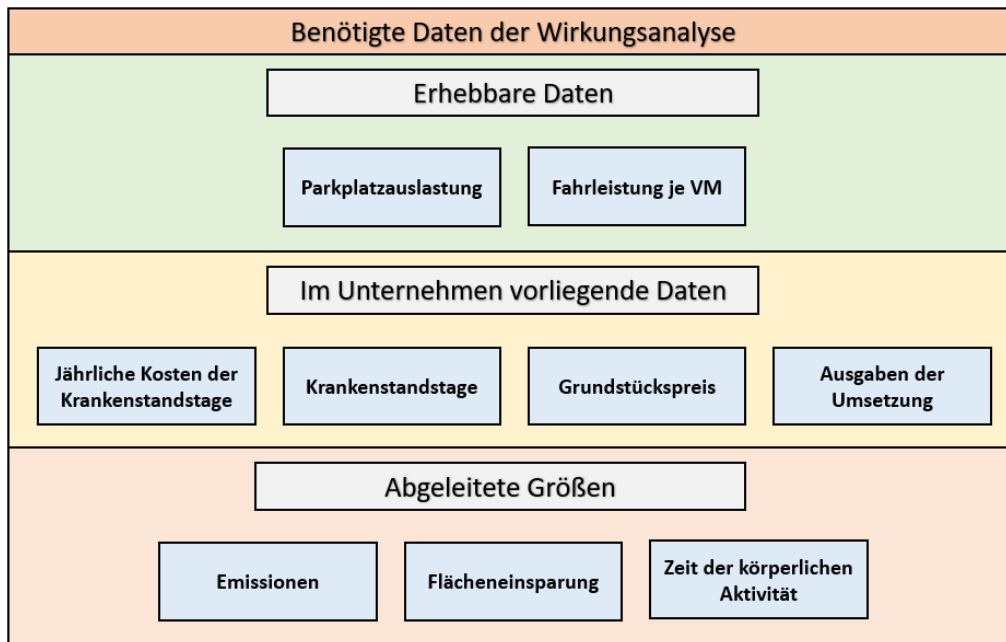 Benötigte Daten der Wirkungsanalyse
Erhebbare Daten
Parkplatzauslastung
Fahrleistung je VM
Im Unternehmen vorliegende Daten
Jährliche Kosten der
Krankenstandstage
Krankenstandstage
Grundstückspreis
Ausgaben der
Umsetzung
Abgeleitete Größen
Emissionen
Flächeneinsparung
Zeit der körperlichen
Aktivität